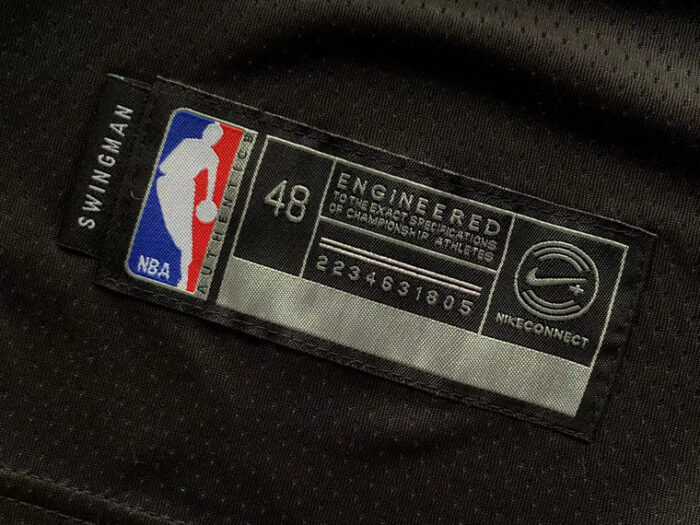 SWINGMAN
NBA
AUTHENTICS
48
ENGINEERED
TO THE EXACT SPECIFICATIONS
OF CHAMPIONSHIP ATHLETES
2234631805
NIKECONNECT